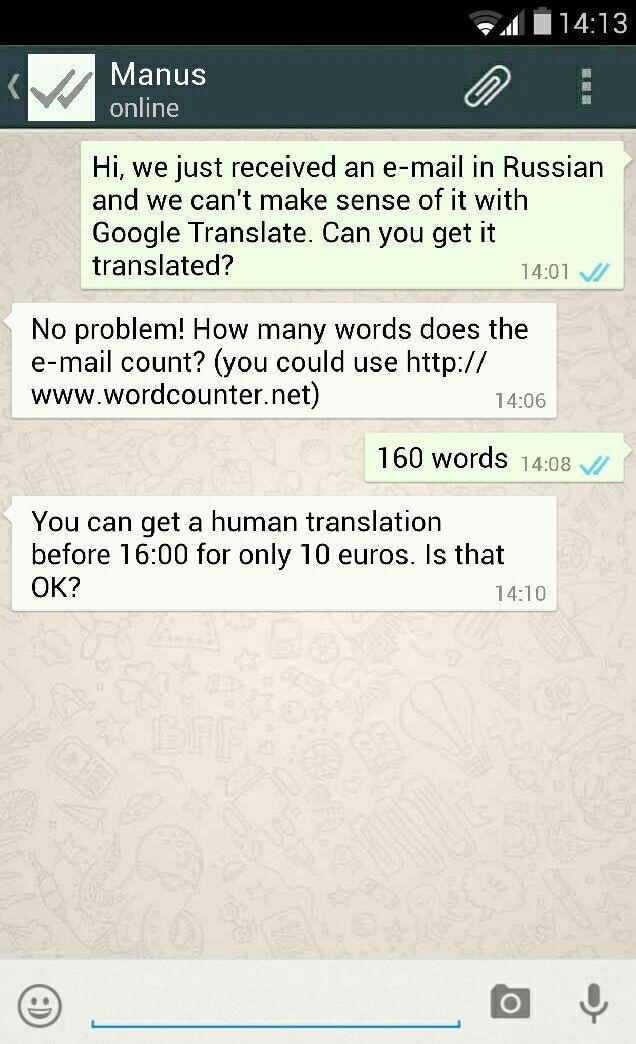 14:13
Manus
online
Hi, we just received an e-mail in Russian
and we can't make sense of it with
Google Translate. Can you get it
translated?
14:01
No problem! How many words does the
e-mail count? (you could use http://
www.wordcounter.net)
14:06
160 words
14:08
You can get a human translation
before 16:00 for only 10 euros. Is that
OK?
14:10
BFF